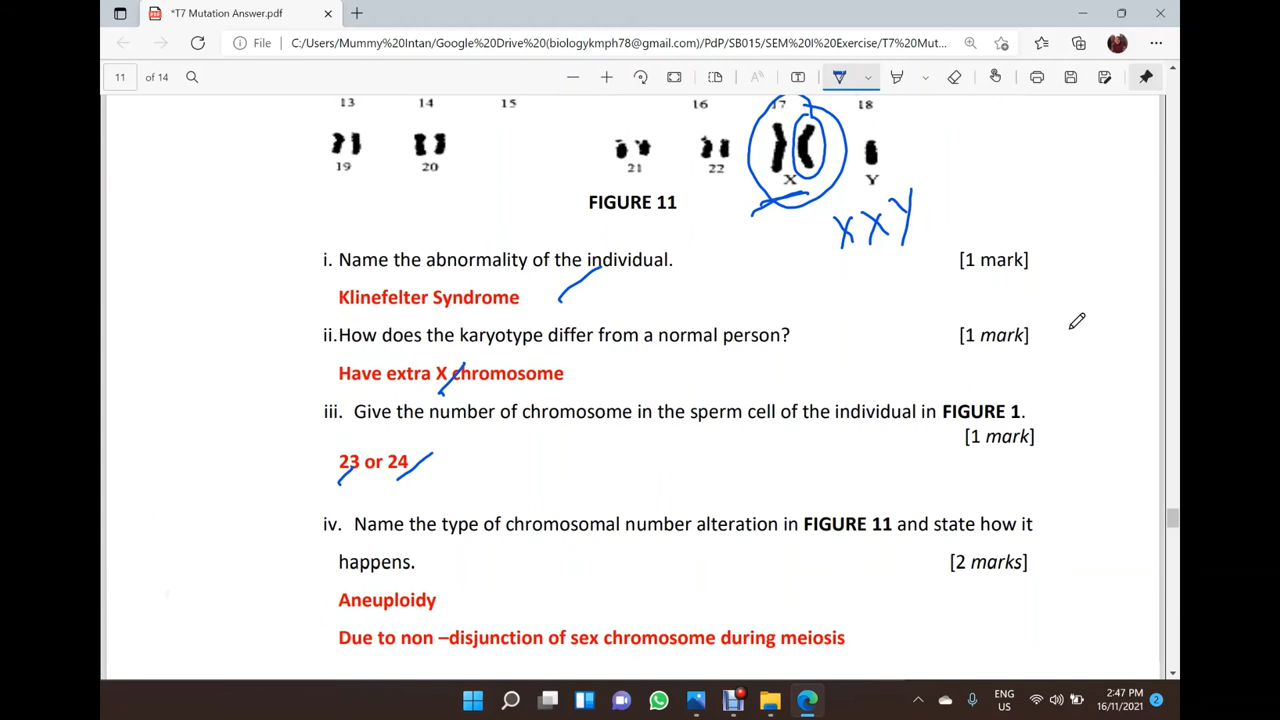 *T7 Mutation Answer.pdf
File C:/Users/Mummy%20Intan/Google%20Drive%20(biologykmph78@gmail.com)/PdP/SB015/SEM%20I%20Exercise/T7%20Mut...
11 of 14
13 14 15 16 17 18
19 20 21 22 X Y
FIGURE 11
X X Y
i. Name the abnormality of the individual. [1 mark]
Klinefelter Syndrome
ii.How does the karyotype differ from a normal person? [1 mark]
Have extra X chromosome
iii. Give the number of chromosome in the sperm cell of the individual in FIGURE 1.
[1 mark]
23 or 24
iv. Name the type of chromosomal number alteration in FIGURE 11 and state how it
happens. [2 marks]
Aneuploidy
Due to non –disjunction of sex chromosome during meiosis
ENG 2:47 PM
US 16/11/2021 2